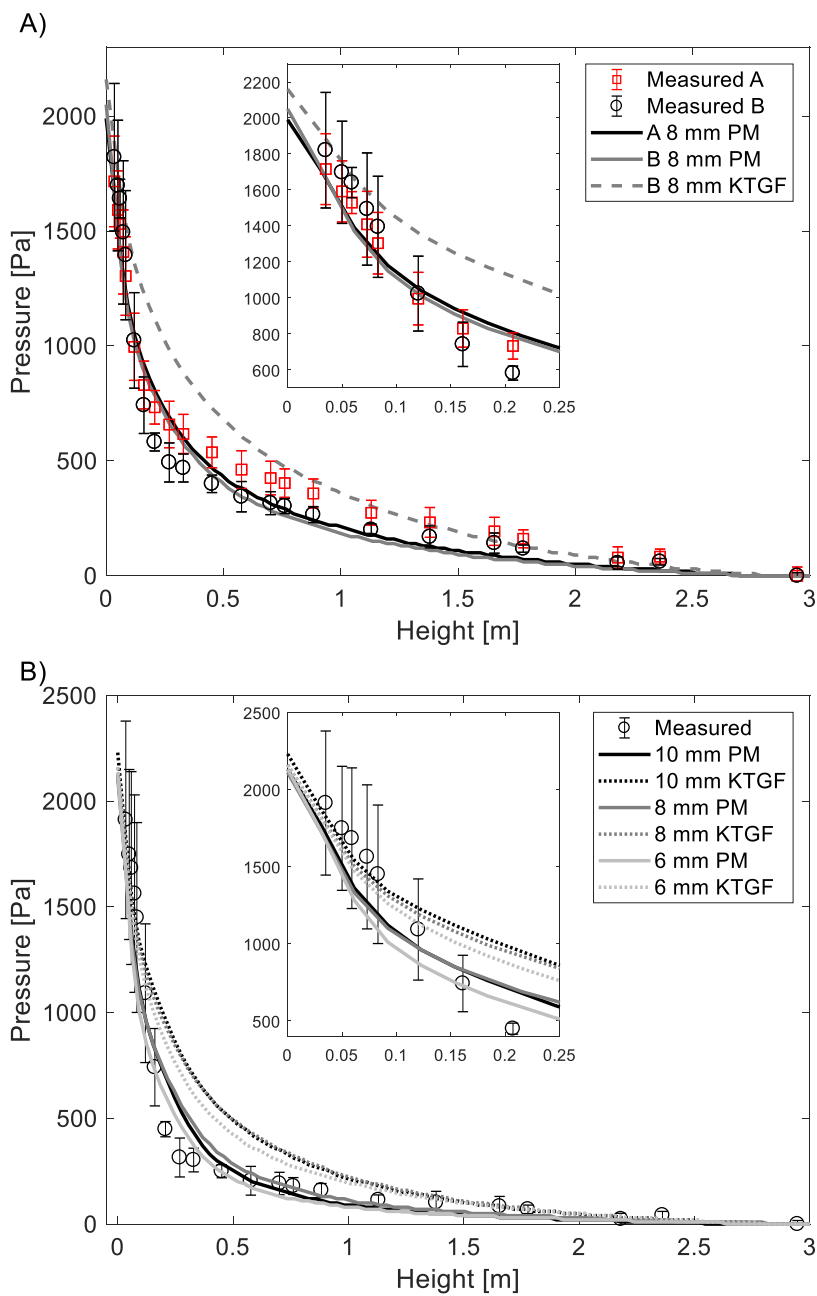 A)
2000
1500
1000
500
0
Pressure [Pa]
0
0.5
1
1.5
2
2.5
3
Height [m]
2200
2000
1800
1600
1400
1200
1000
800
600
0
0.05
0.1
0.15
0.2
0.25
Measured A
Measured B
A 8 mm PM
B 8 mm PM
B 8 mm KTGF
B)
2500
2000
1500
1000
500
0
Pressure [Pa]
0
0.5
1
1.5
2
2.5
3
Height [m]
2500
2000
1500
1000
500
0
0.05
0.1
0.15
0.2
0.25
Measured
10 mm PM
10 mm KTGF
8 mm PM
8 mm KTGF
6 mm PM
6 mm KTGF